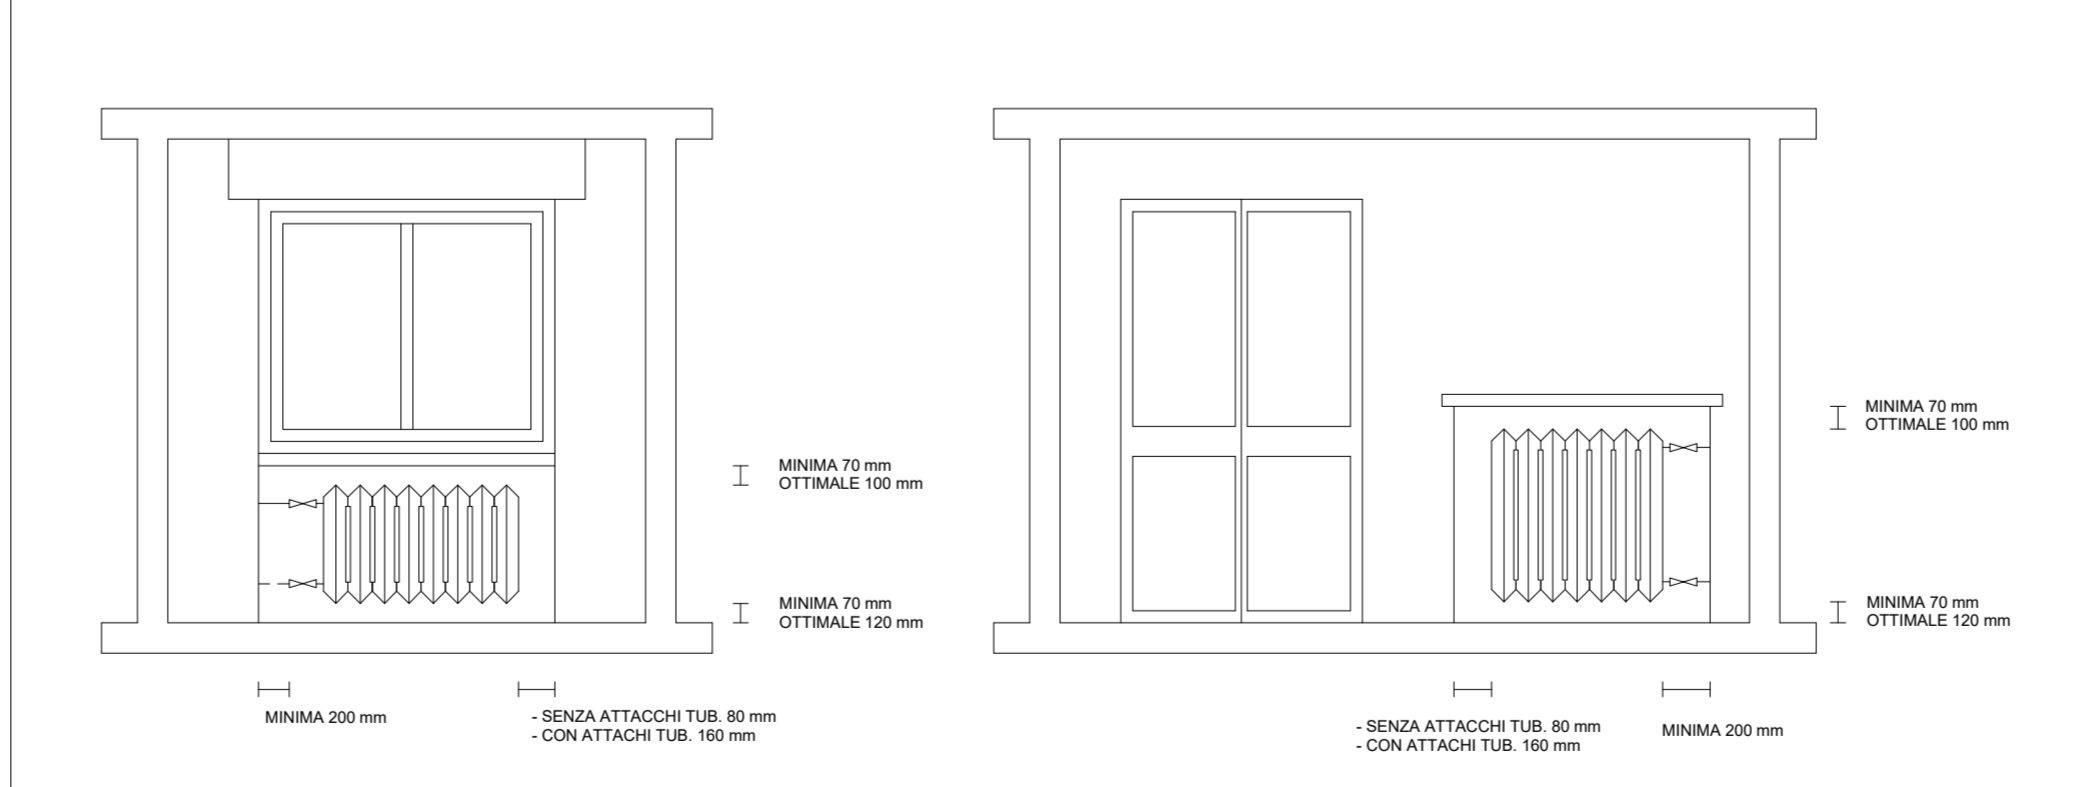 MINIMA 70 mm
OTTIMALE 100 mm
MINIMA 70 mm
OTTIMALE 120 mm
MINIMA 200 mm
- SENZA ATTACCHI TUB. 80 mm
- CON ATTACHI TUB. 160 mm
MINIMA 70 mm
OTTIMALE 100 mm
MINIMA 70 mm
OTTIMALE 120 mm
- SENZA ATTACCHI TUB. 80 mm
- CON ATTACHI TUB. 160 mm
MINIMA 200 mm